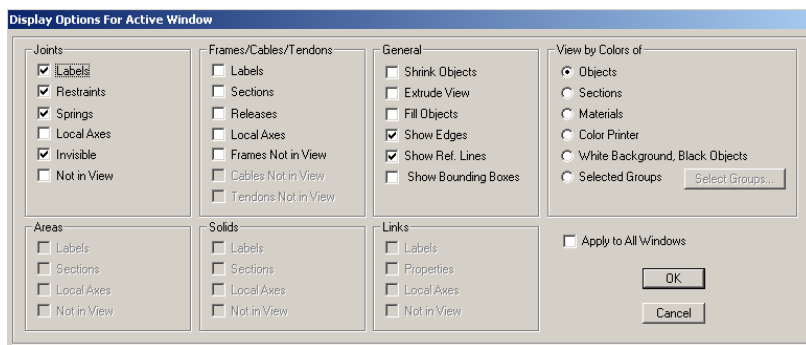 Display Options For Active Window
Joints
Labels
Restraints
Springs
Local Axes
Invisible
Not in View
Frames/Cables/Tendons
Labels
Sections
Releases
Local Axes
Frames Not in View
Cables Not in View
Tendons Not in View
General
Shrink Objects
Extrude View
Fill Objects
Show Edges
Show Ref. Lines
Show Bounding Boxes
View by Colors of
Objects
Sections
Materials
Color Printer
White Background, Black Objects
Selected Groups
Select Groups...
Areas
Labels
Sections
Local Axes
Not in View
Solids
Labels
Sections
Local Axes
Not in View
Links
Labels
Properties
Local Axes
Not in View
Apply to All Windows
OK
Cancel